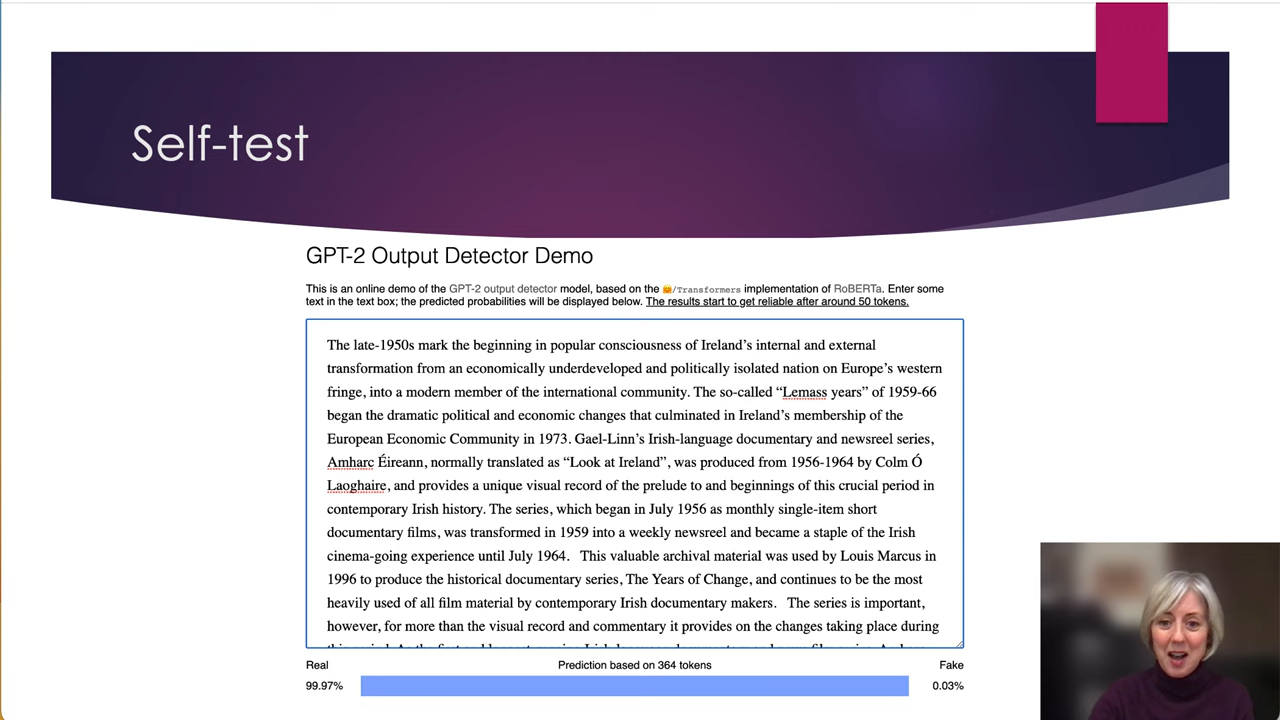 Self-test
GPT-2 Output Detector Demo
This is an online demo of the GPT-2 output detector model, based on the 🤗/Transformers implementation of RoBERTa. Enter some
text in the text box; the predicted probabilities will be displayed below. The results start to get reliable after around 50 tokens.
The late-1950s mark the beginning in popular consciousness of Ireland’s internal and external
transformation from an economically underdeveloped and politically isolated nation on Europe’s western
fringe, into a modern member of the international community. The so-called “Lemass years” of 1959-66
began the dramatic political and economic changes that culminated in Ireland’s membership of the
European Economic Community in 1973. Gael-Linn’s Irish-language documentary and newsreel series,
Amharc Éireann, normally translated as “Look at Ireland”, was produced from 1956-1964 by Colm Ó
Laoghaire, and provides a unique visual record of the prelude to and beginnings of this crucial period in
contemporary Irish history. The series, which began in July 1956 as monthly single-item short
documentary films, was transformed in 1959 into a weekly newsreel and became a staple of the Irish
cinema-going experience until July 1964.   This valuable archival material was used by Louis Marcus in
1996 to produce the historical documentary series, The Years of Change, and continues to be the most
heavily used of all film material by contemporary Irish documentary makers.   The series is important,
however, for more than the visual record and commentary it provides on the changes taking place during
Real Prediction based on 364 tokens Fake
99.97% 0.03%